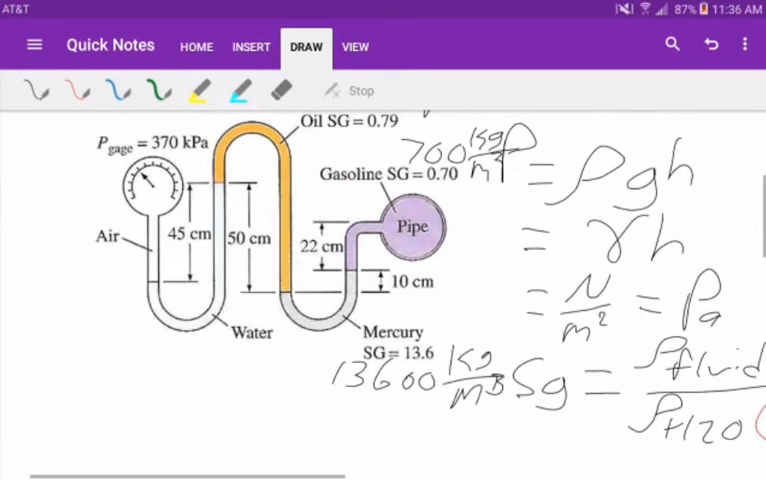 AT&T 87% 11:36 AM
Quick Notes HOME INSERT DRAW VIEW
Stop
Oil SG = 0.79
P gage = 370 kPa
700 Kg/m³
P = ρgh
Gasoline SG = 0.70
Pipe
Air
45 cm
50 cm
22 cm
= γh
10 cm
= N/m² = Pa
Water
Mercury
SG = 13.6
13600 Kg/m³
Sg = ρfluid/ρH20